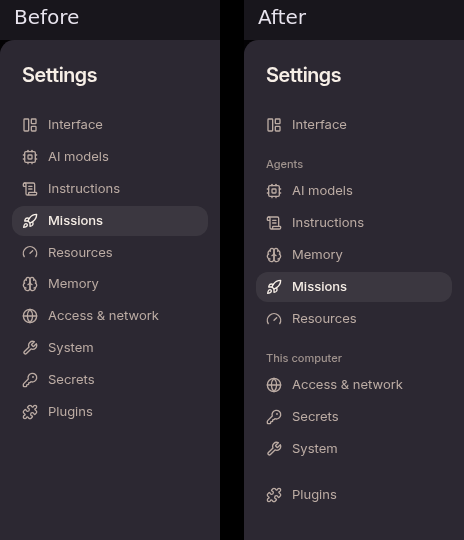 Before
Settings
Interface
AI models
Instructions
Missions
Resources
Memory
Access & network
System
Secrets
Plugins
After
Settings
Interface
Agents
AI models
Instructions
Memory
Missions
Resources
This computer
Access & network
Secrets
System
Plugins